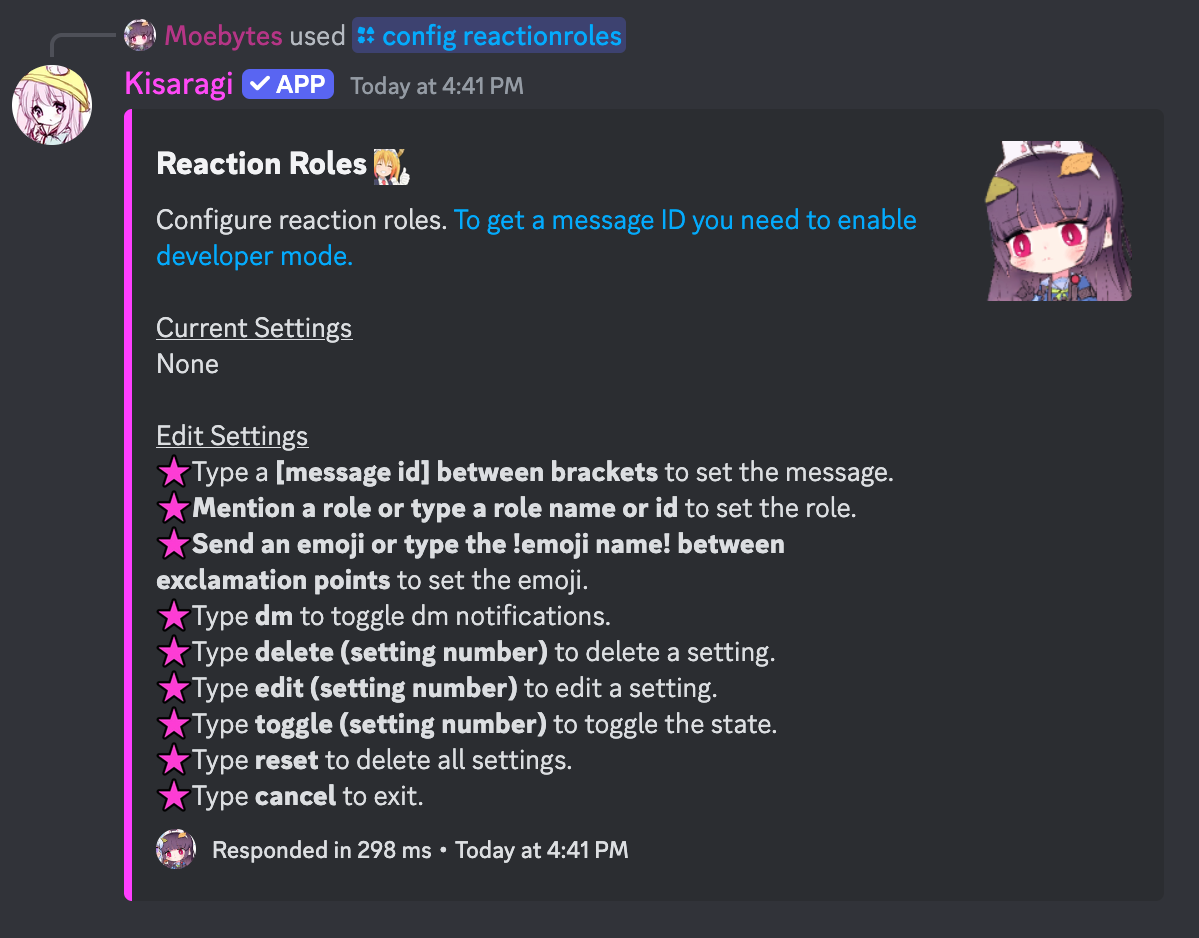 Moebytes used config reactionroles
Kisaragi APP Today at 4:41 PM
Reaction Roles
Configure reaction roles. To get a message ID you need to enable
developer mode.
Current Settings
None
Edit Settings
Type a [message id] between brackets to set the message.
Mention a role or type a role name or id to set the role.
Send an emoji or type the !emoji name! between
exclamation points to set the emoji.
Type dm to toggle dm notifications.
Type delete (setting number) to delete a setting.
Type edit (setting number) to edit a setting.
Type toggle (setting number) to toggle the state.
Type reset to delete all settings.
Type cancel to exit.
Responded in 298 ms • Today at 4:41 PM